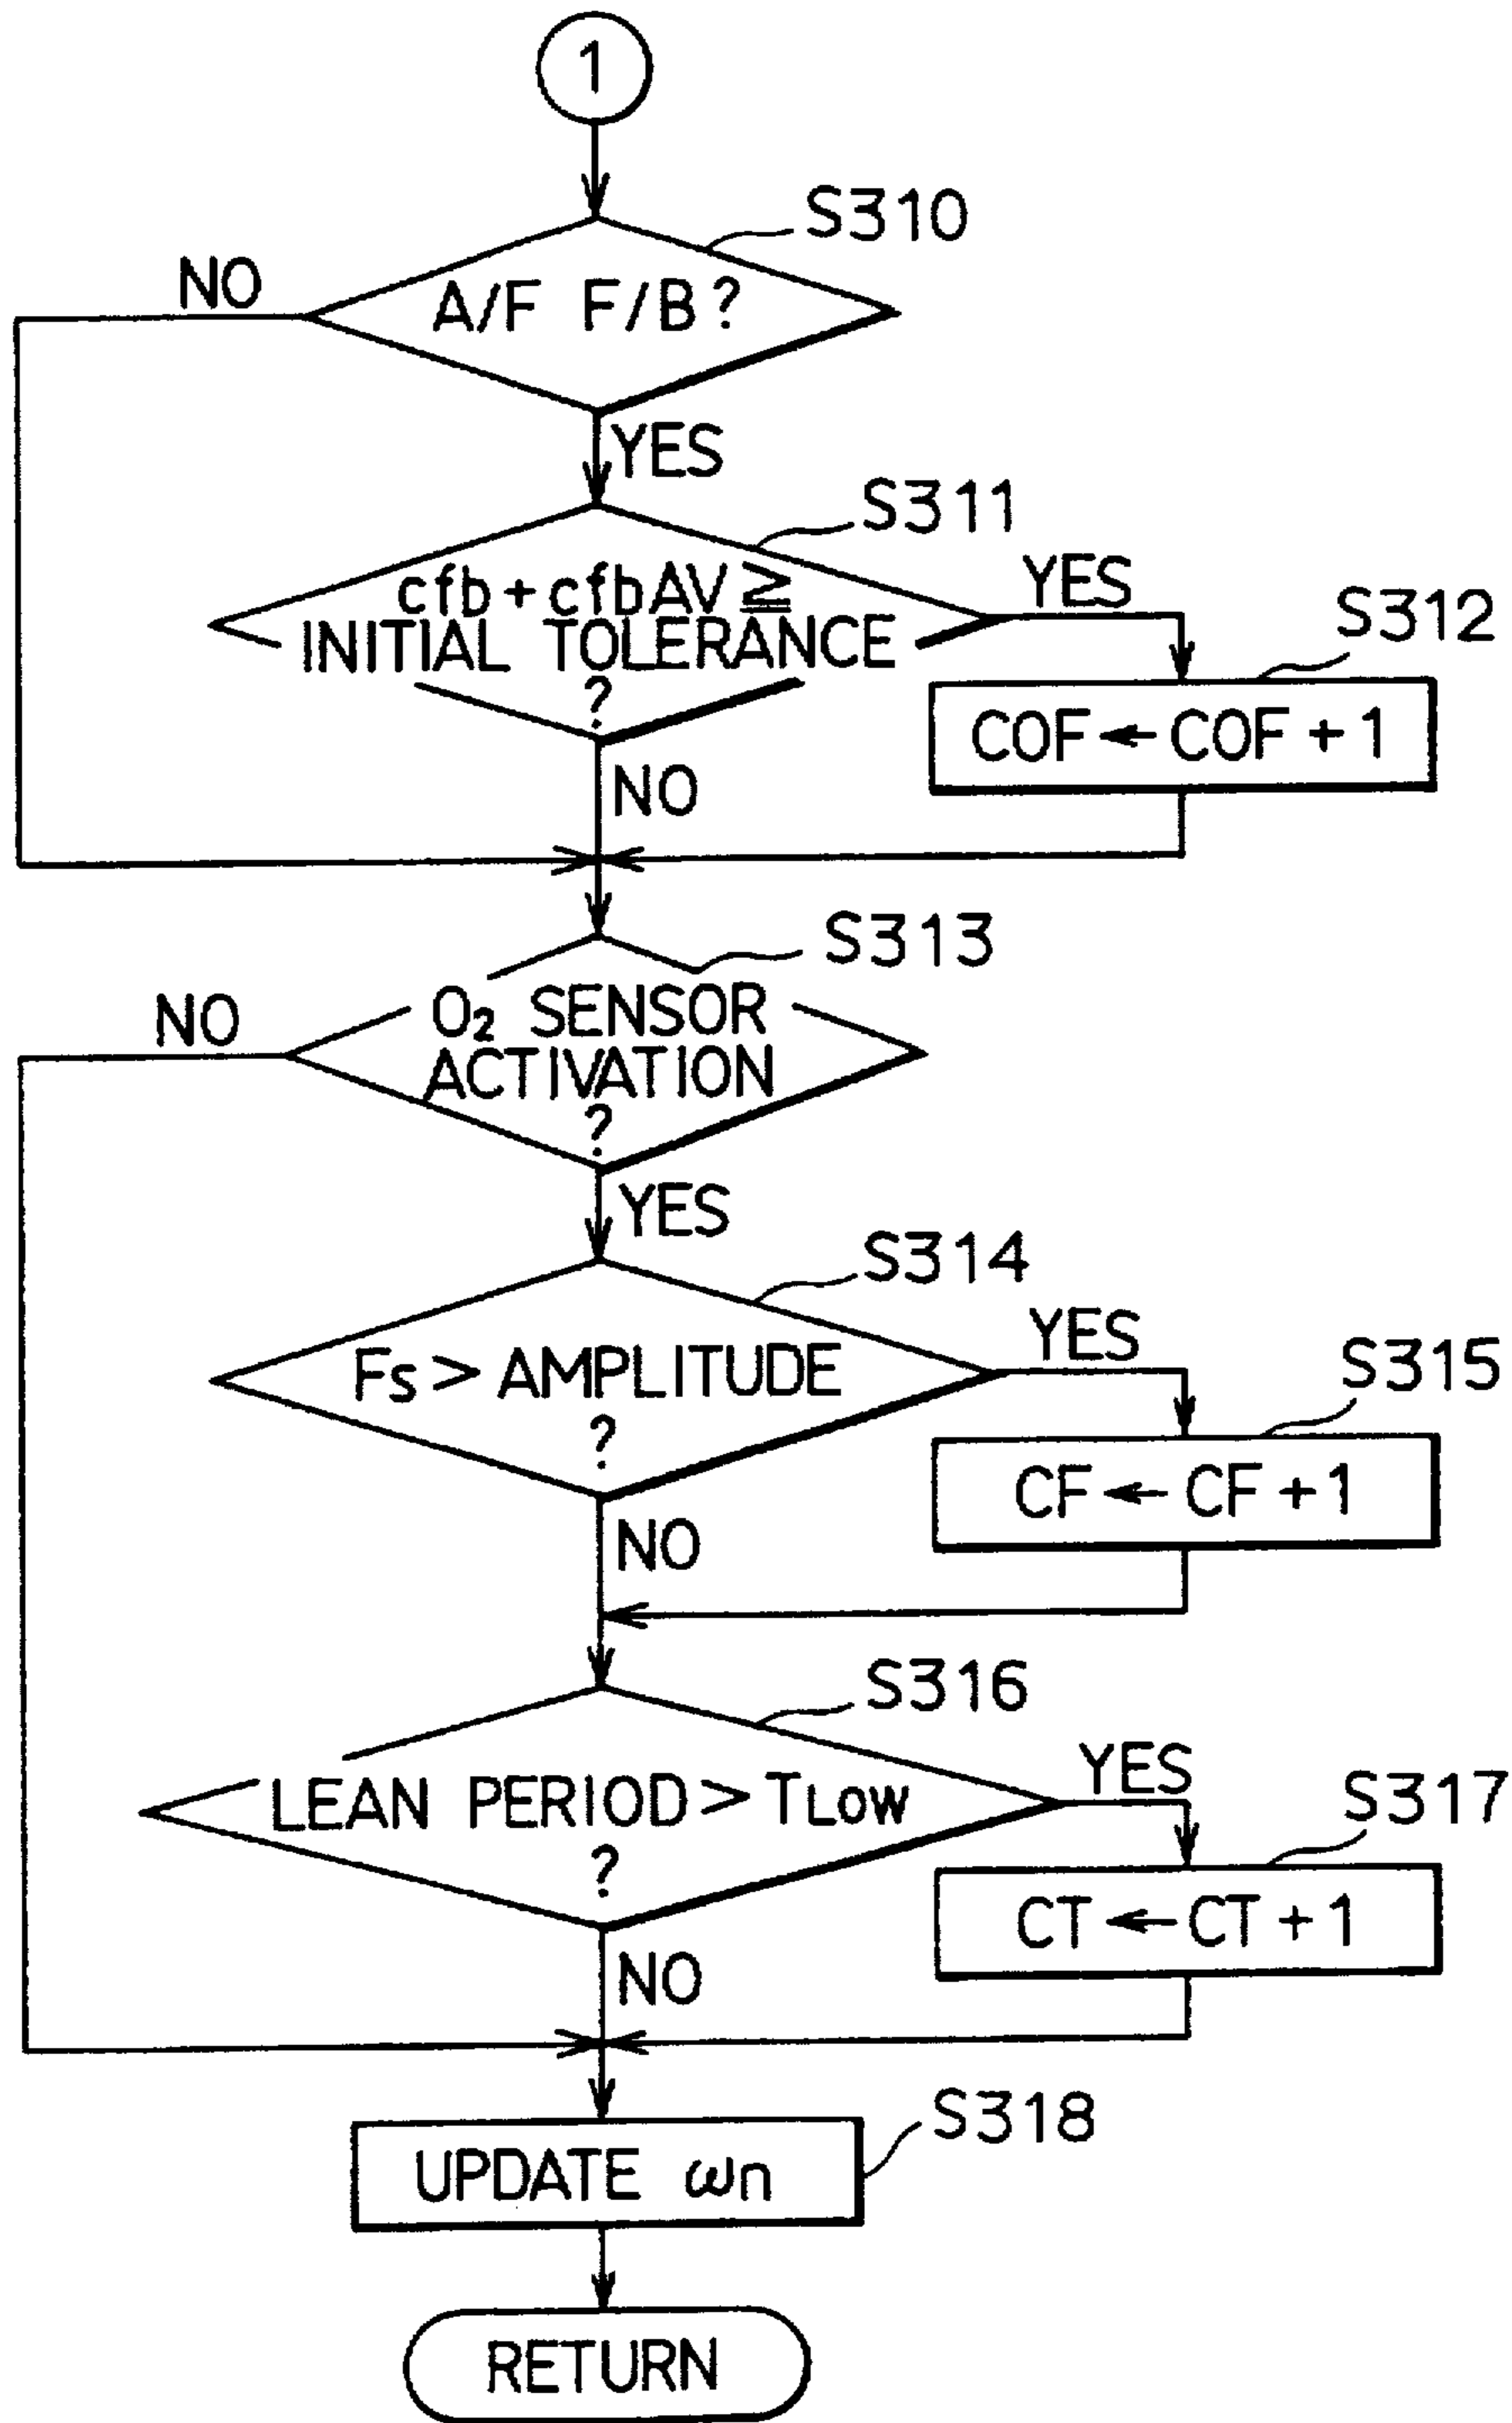 1
S310
NO
A/F F/B?
YES
S311
cfb+cfbAV≧
INITIAL TOLERANCE
?
YES
S312
COF←COF+1
NO
S313
NO
O₂ SENSOR
ACTIVATION
?
YES
S314
Fs>AMPLITUDE
?
YES
S315
CF←CF+1
NO
S316
LEAN PERIOD>TLOW
?
YES
S317
CT←CT+1
NO
S318
UPDATE ωn
RETURN